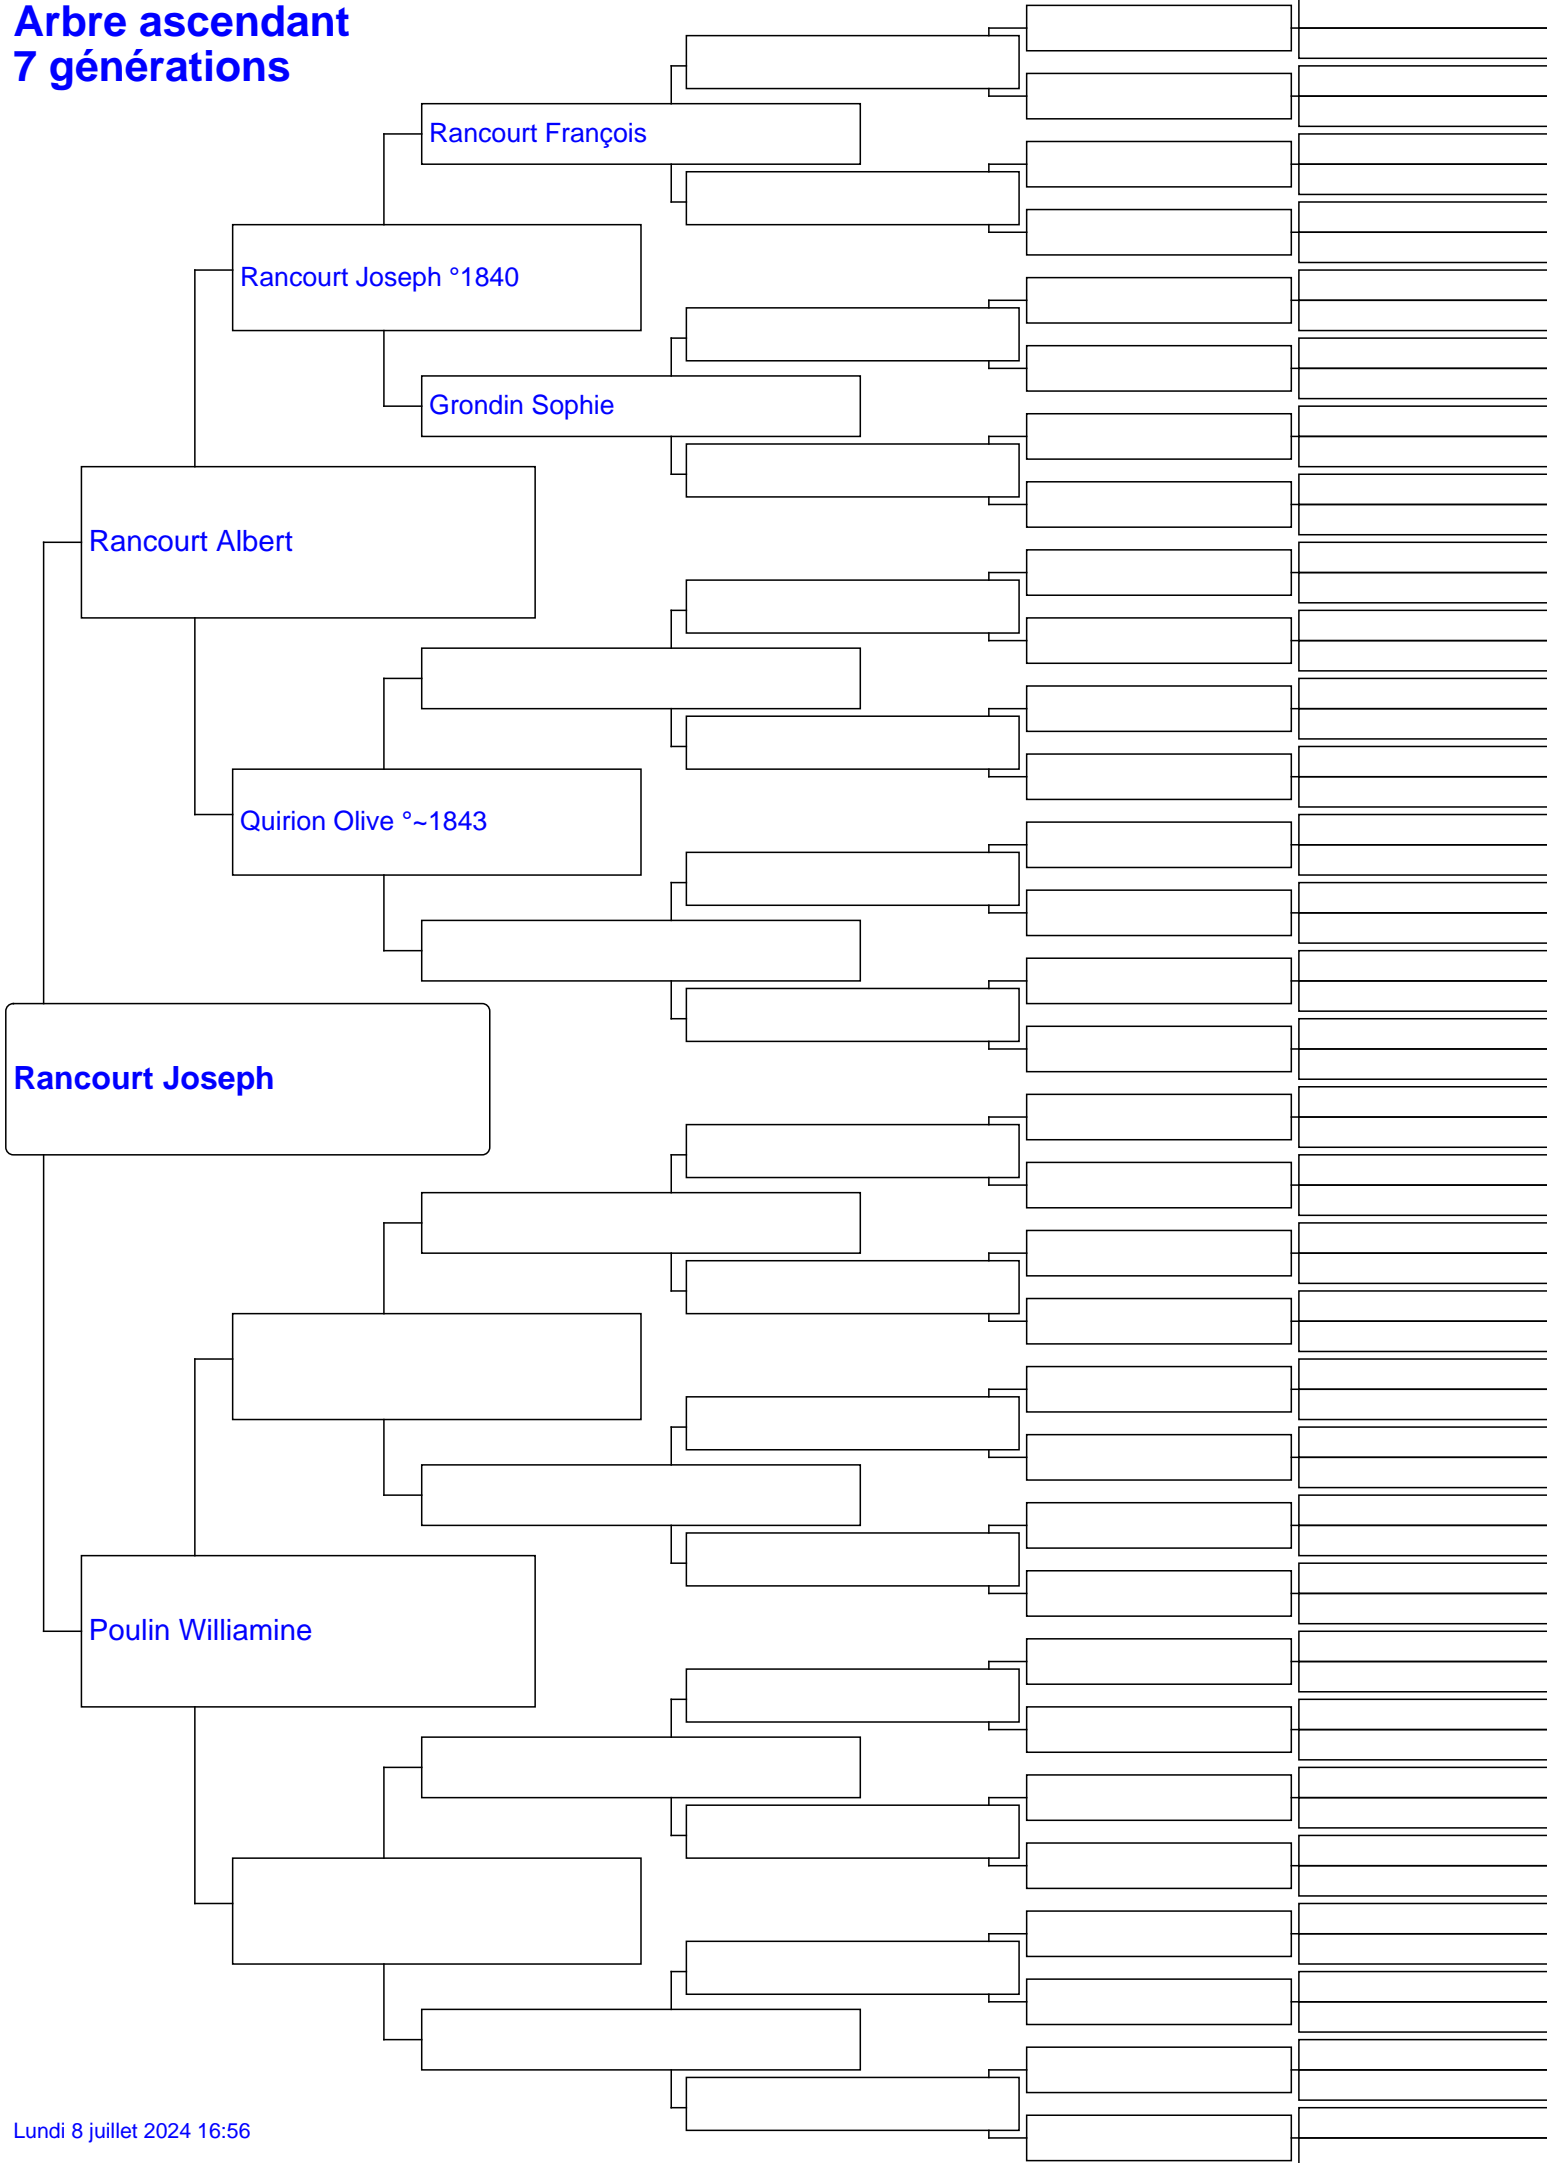 Arbre ascendant
7 générations
Rancourt François
Rancourt Joseph °1840
Grondin Sophie
Rancourt Albert
Quirion Olive °~1843
Rancourt Joseph
Poulin Williamine
Lundi 8 juillet 2024 16:56